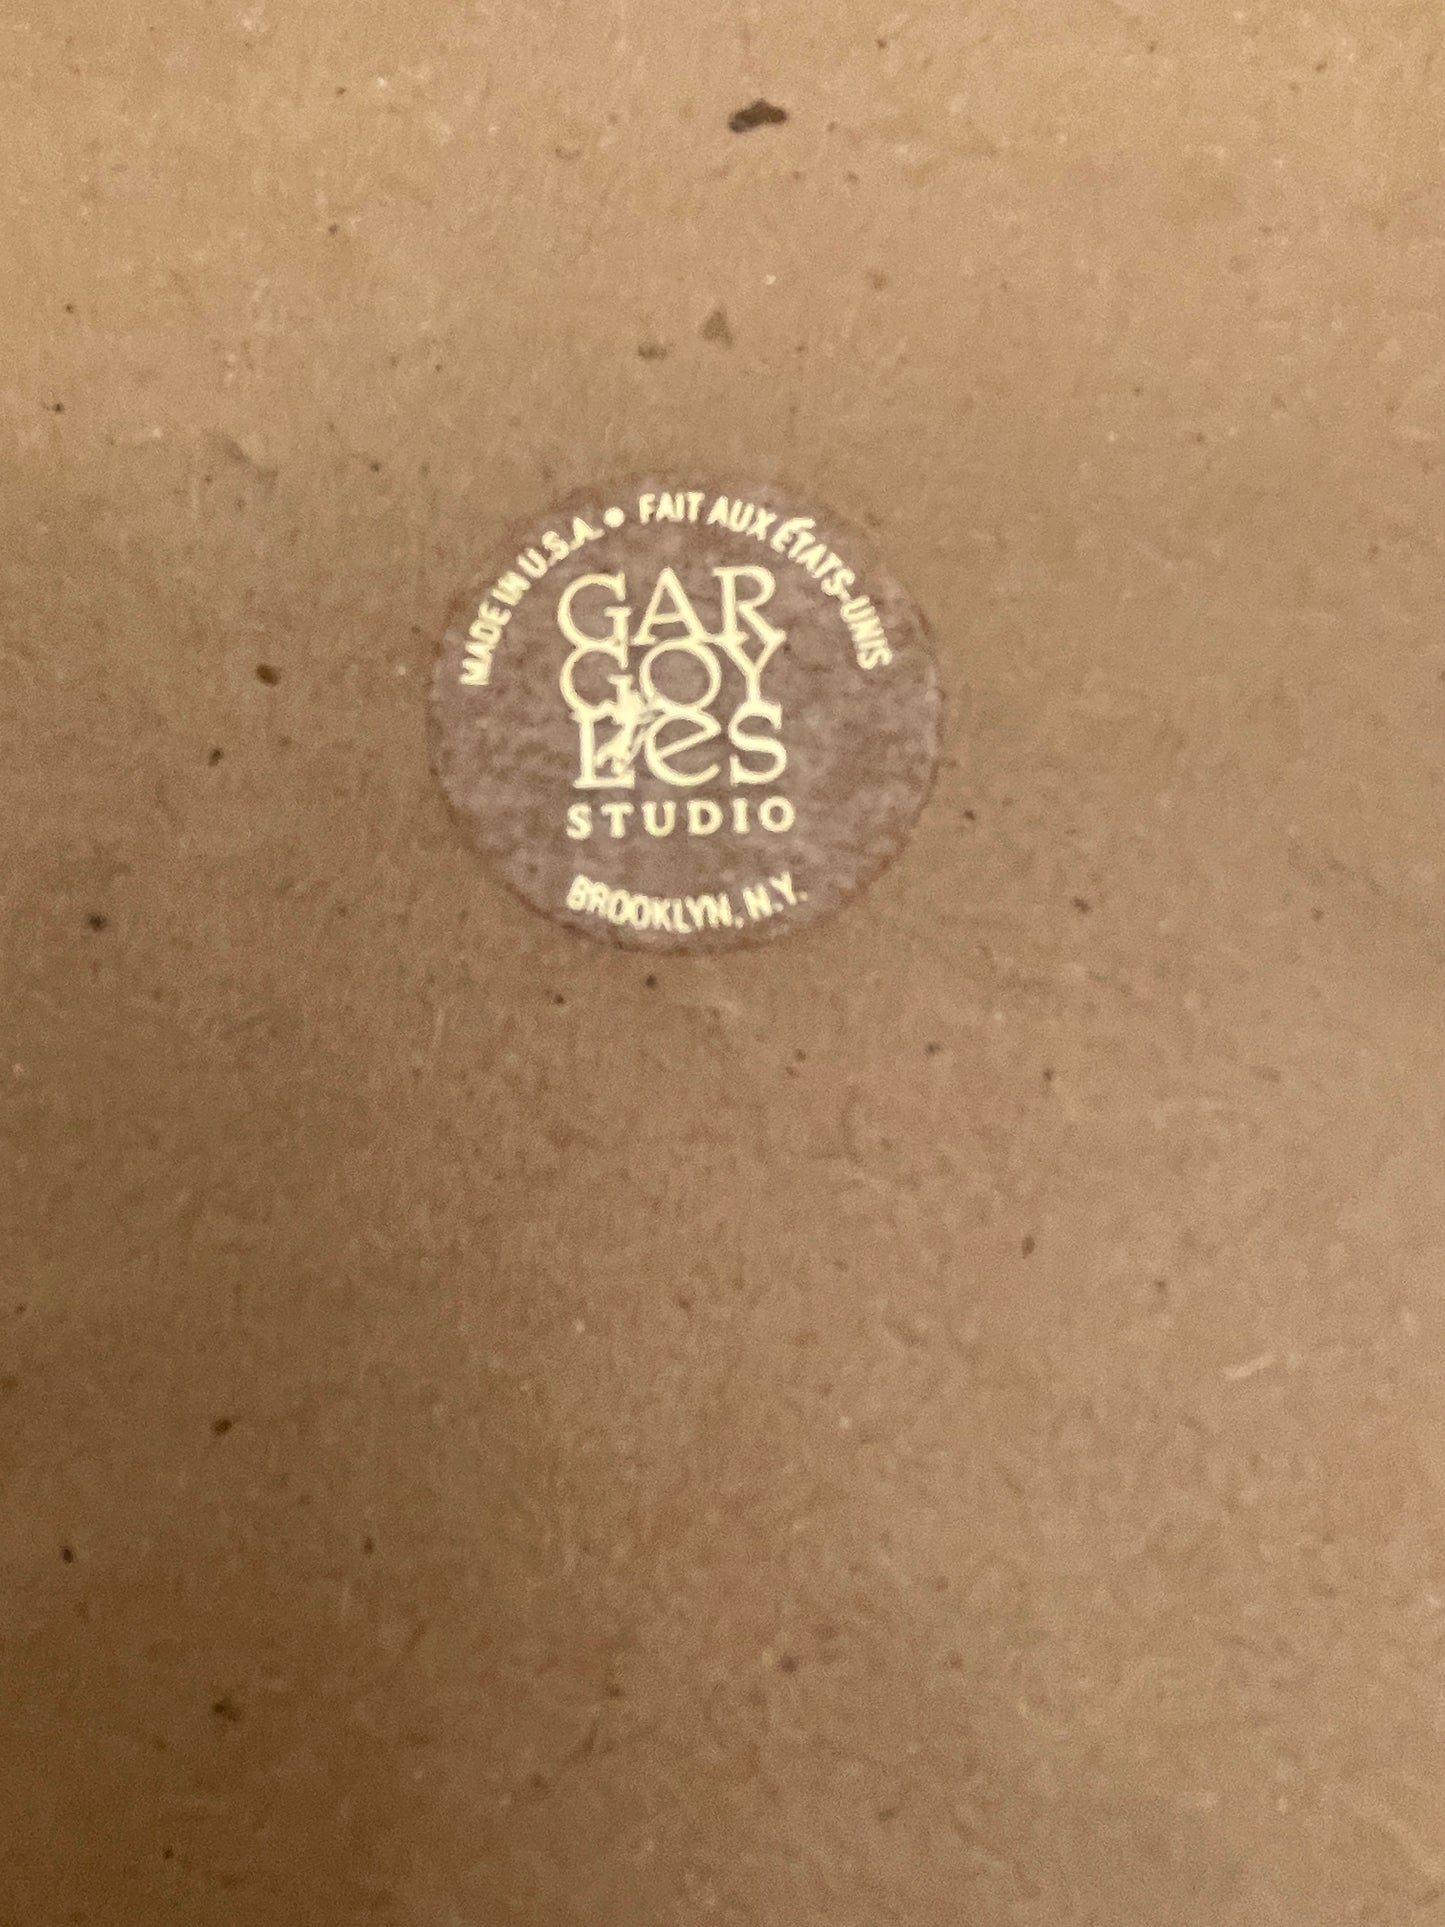 MADE IN U.S.A. • FAIT AUX ÉTATS-UNIS
GAR
GOY
LeS
STUDIO
BROOKLYN, N.Y.